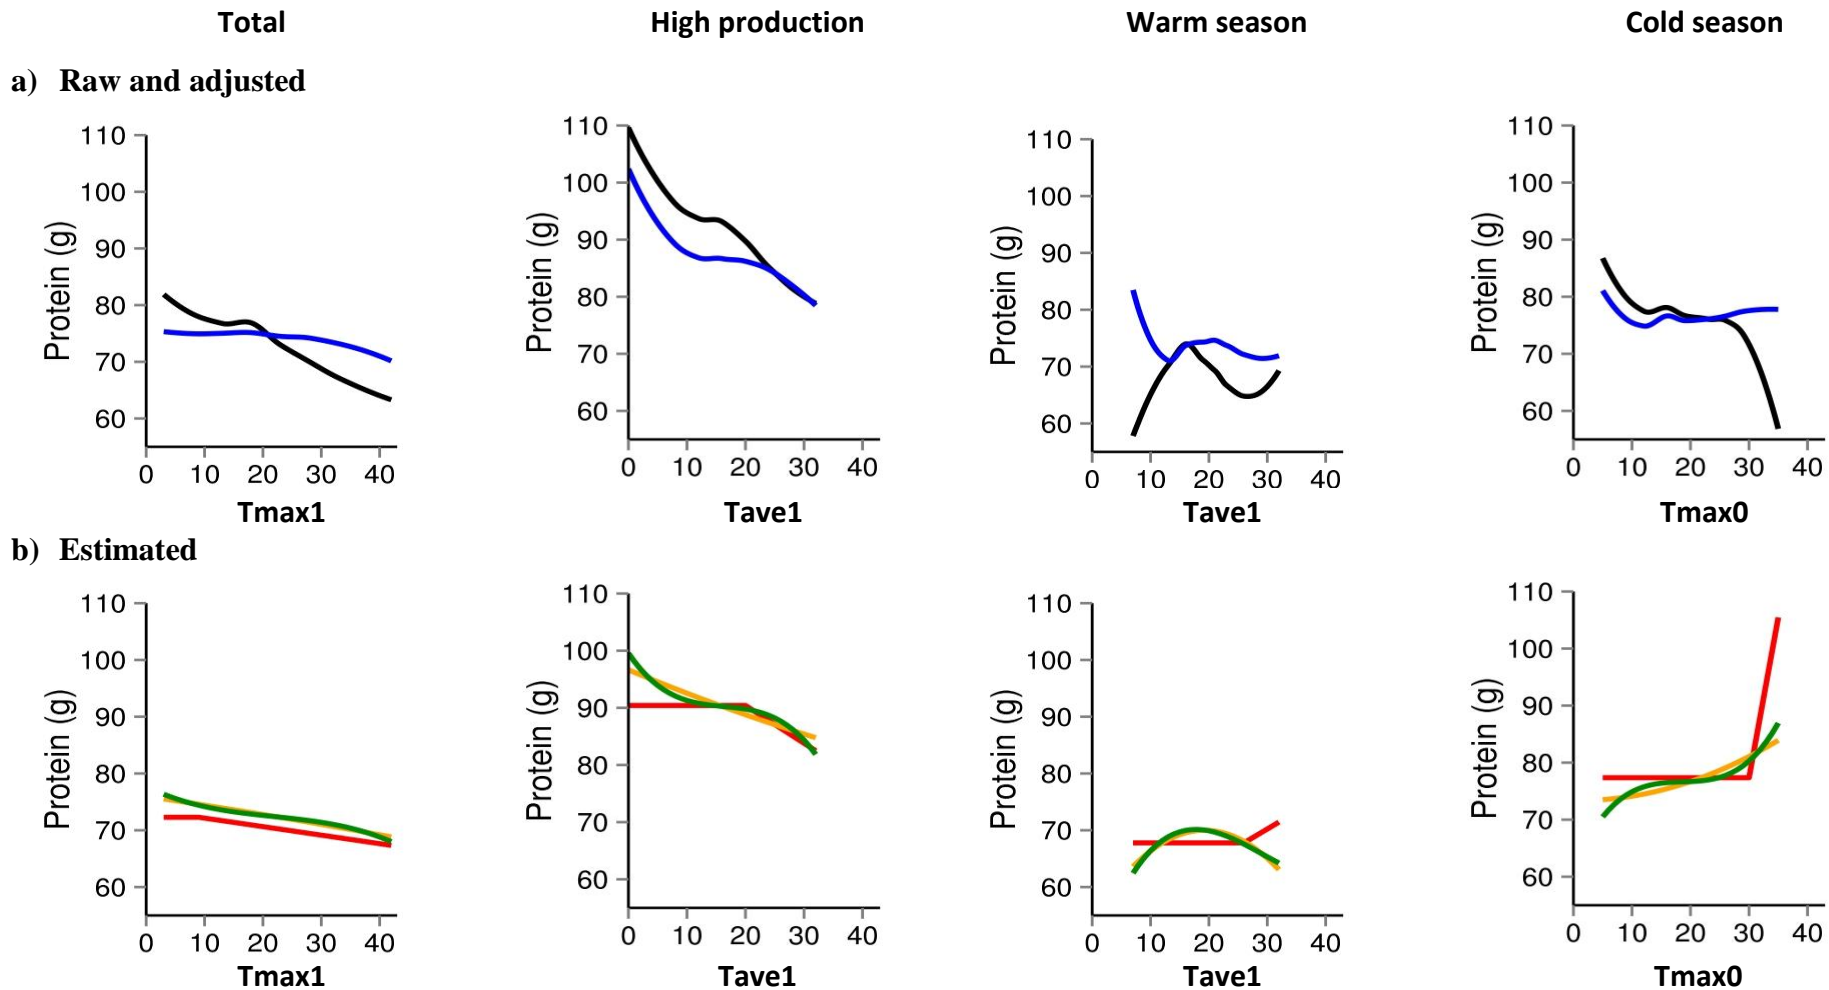 Total High production Warm season Cold season
a) Raw and adjusted
110 100 90 80 70 60
Protein (g)
0 10 20 30 40
Tmax1
110 100 90 80 70 60
Protein (g)
0 10 20 30 40
Tave1
110 100 90 80 70 60
Protein (g)
0 10 20 30 40
Tave1
110 100 90 80 70 60
Protein (g)
0 10 20 30 40
Tmax0
b) Estimated
110 100 90 80 70 60
Protein (g)
0 10 20 30 40
Tmax1
110 100 90 80 70 60
Protein (g)
0 10 20 30 40
Tave1
110 100 90 80 70 60
Protein (g)
0 10 20 30 40
Tave1
110 100 90 80 70 60
Protein (g)
0 10 20 30 40
Tmax0